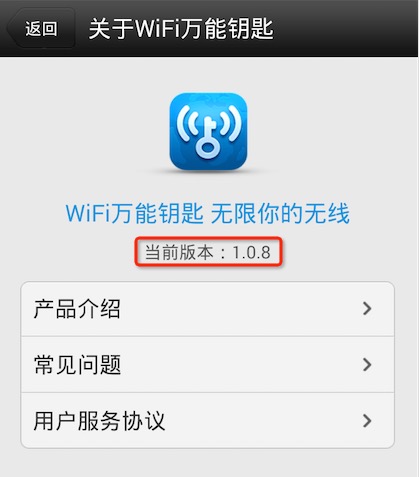 返回
关于WiFi万能钥匙
WiFi万能钥匙 无限你的无线
当前版本：1.0.8
产品介绍
常见问题
用户服务协议